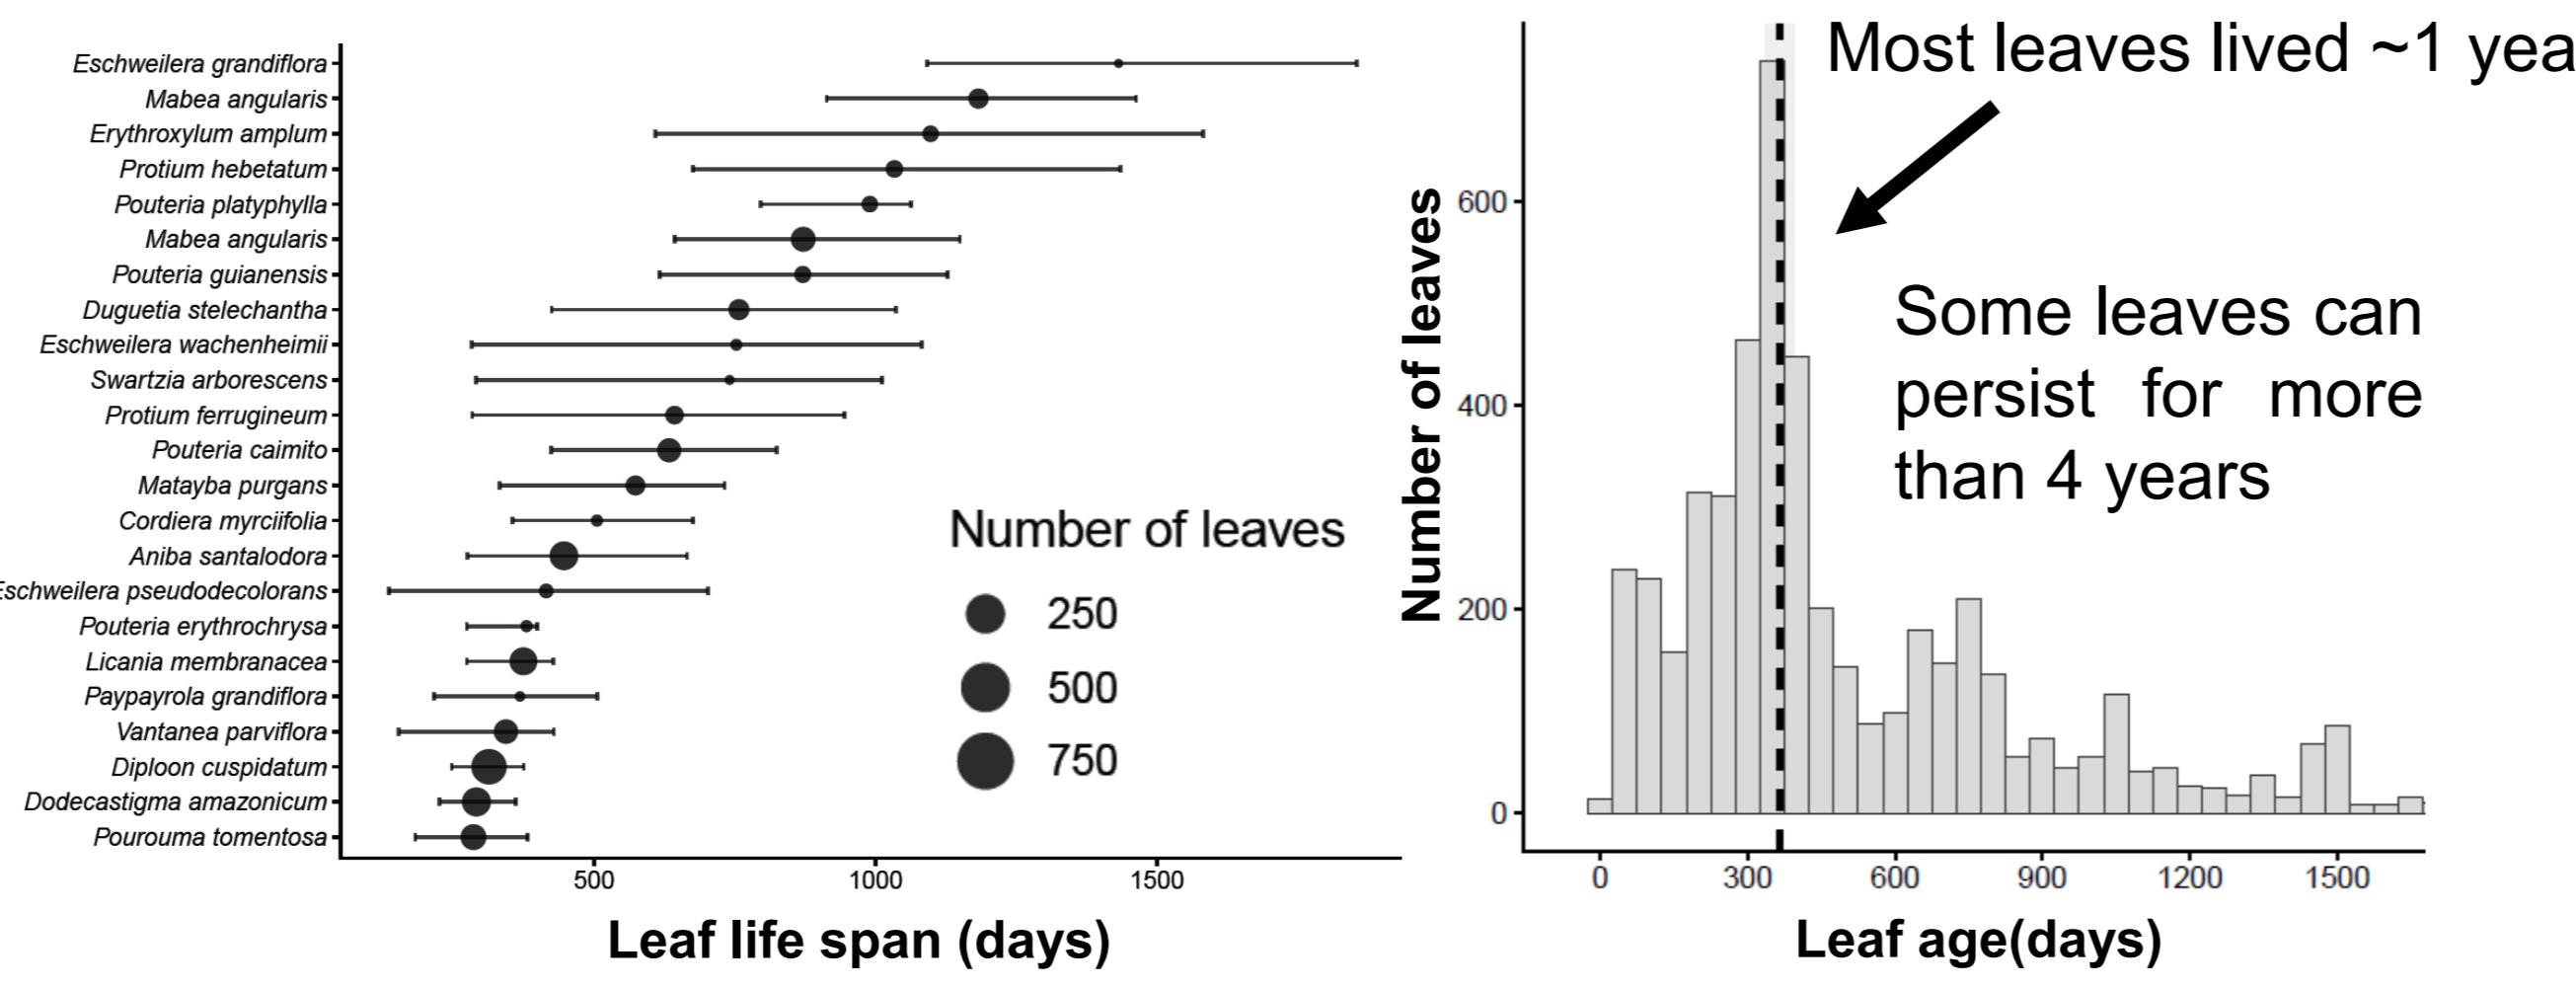 Eschweilera grandiflora
Mabea angularis
Erythroxylum amplum
Protium hebetatum
Pouteria platyphylla
Mabea angularis
Pouteria guianensis
Duguetia stelechantha
Eschweilera wachenheimii
Swartzia arborescens
Protium ferrugineum
Pouteria caimito
Matayba purgans
Cordiera myrciifolia
Aniba santalodora
Eschweilera pseudodecolorans
Pouteria erythrochrysa
Licania membranacea
Paypayrola grandiflora
Vantanea parviflora
Diploon cuspidatum
Dodecastigma amazonicum
Pourouma tomentosa
500 1000 1500
Leaf life span (days)
Number of leaves
250
500
750
Number of leaves
600
400
200
0
0 300 600 900 1200 1500
Leaf age(days)
Most leaves lived ~1 yea
Some leaves can
persist for more
than 4 years